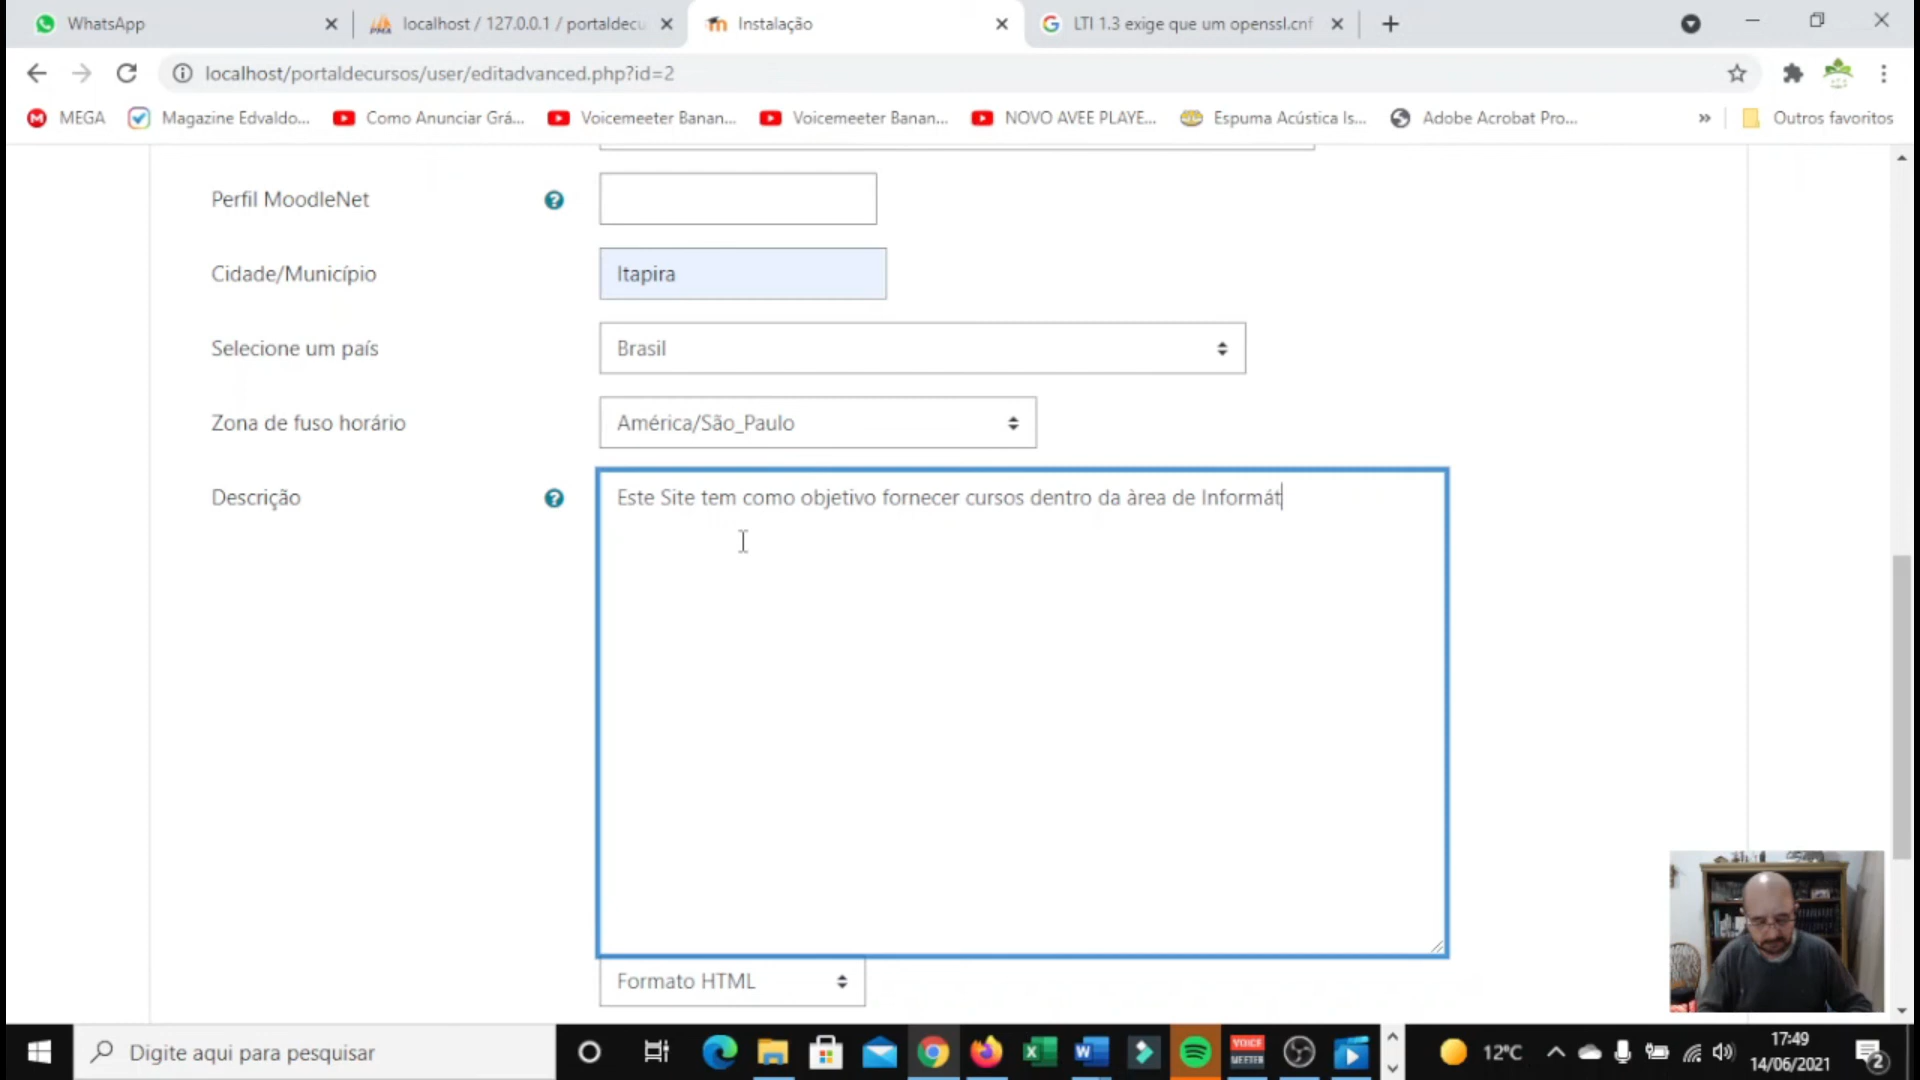 WhatsApp
localhost / 127.0.0.1 / portaldecu
Instalação
LTI 1.3 exige que um openssl.cnf
localhost/portaldecursos/user/editadvanced.php?id=2
MEGA
Magazine Edvaldo...
Como Anunciar Grá...
Voicemeeter Banan...
Voicemeeter Banan...
NOVO AVEE PLAYE...
Espuma Acústica Is...
Adobe Acrobat Pro...
»
Outros favoritos
Perfil MoodleNet
Cidade/Município
Itapira
Selecione um país
Brasil
Zona de fuso horário
América/São_Paulo
Descrição
Este Site tem como objetivo fornecer cursos dentro da àrea de Informát
Formato HTML
Digite aqui para pesquisar
VOICE
MEETER
12°C
17:49
14/06/2021
2